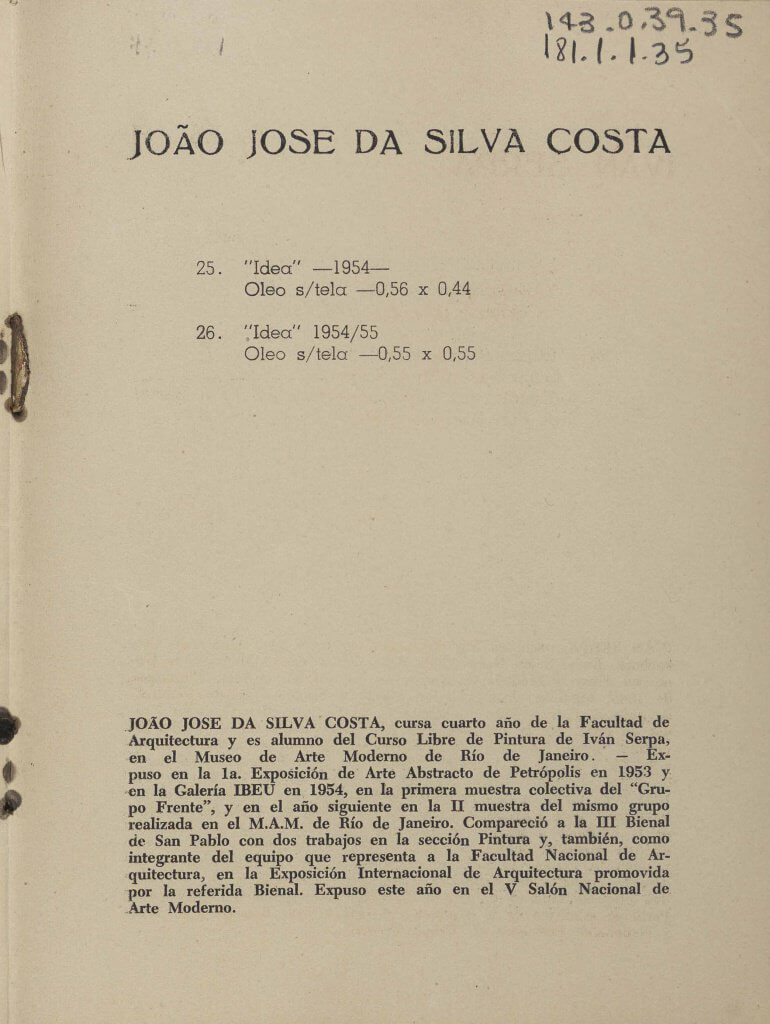 143.0.39.35
181.1.1.35
JOÃO JOSE DA SILVA COSTA
25. "Idea" —1954—
Oleo s/tela —0,56 x 0,44
26. "Idea" 1954/55
Oleo s/tela —0,55 x 0,55
JOÃO JOSE DA SILVA COSTA, cursa cuarto año de la Facultad de
Arquitectura y es alumno del Curso Libre de Pintura de Iván Serpa,
en el Museo de Arte Moderno de Río de Janeiro. — Ex-
puso en la 1a. Exposición de Arte Abstracto de Petrópolis en 1953 y
en la Galería IBEU en 1954, en la primera muestra colectiva del "Gru-
po Frente", y en el año siguiente en la II muestra del mismo grupo
realizada en el M.A.M. de Río de Janeiro. Compareció a la III Bienal
de San Pablo con dos trabajos en la sección Pintura y, también, como
integrante del equipo que representa a la Facultad Nacional de Ar-
quitectura, en la Exposición Internacional de Arquitectura promovida
por la referida Bienal. Expuso este año en el V Salón Nacional de
Arte Moderno.